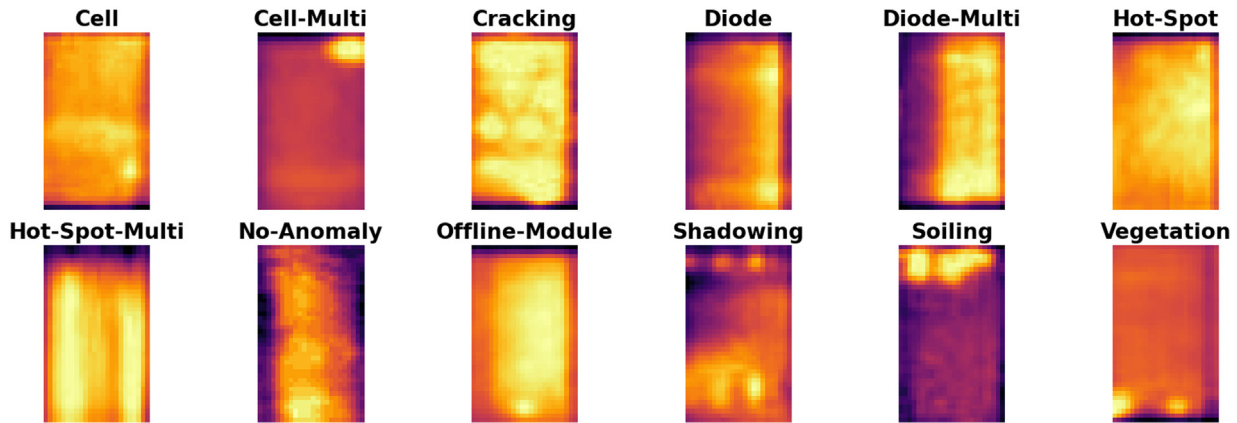 Cell Cell-Multi Cracking Diode Diode-Multi Hot-Spot
Hot-Spot-Multi No-Anomaly Offline-Module Shadowing Soiling Vegetation